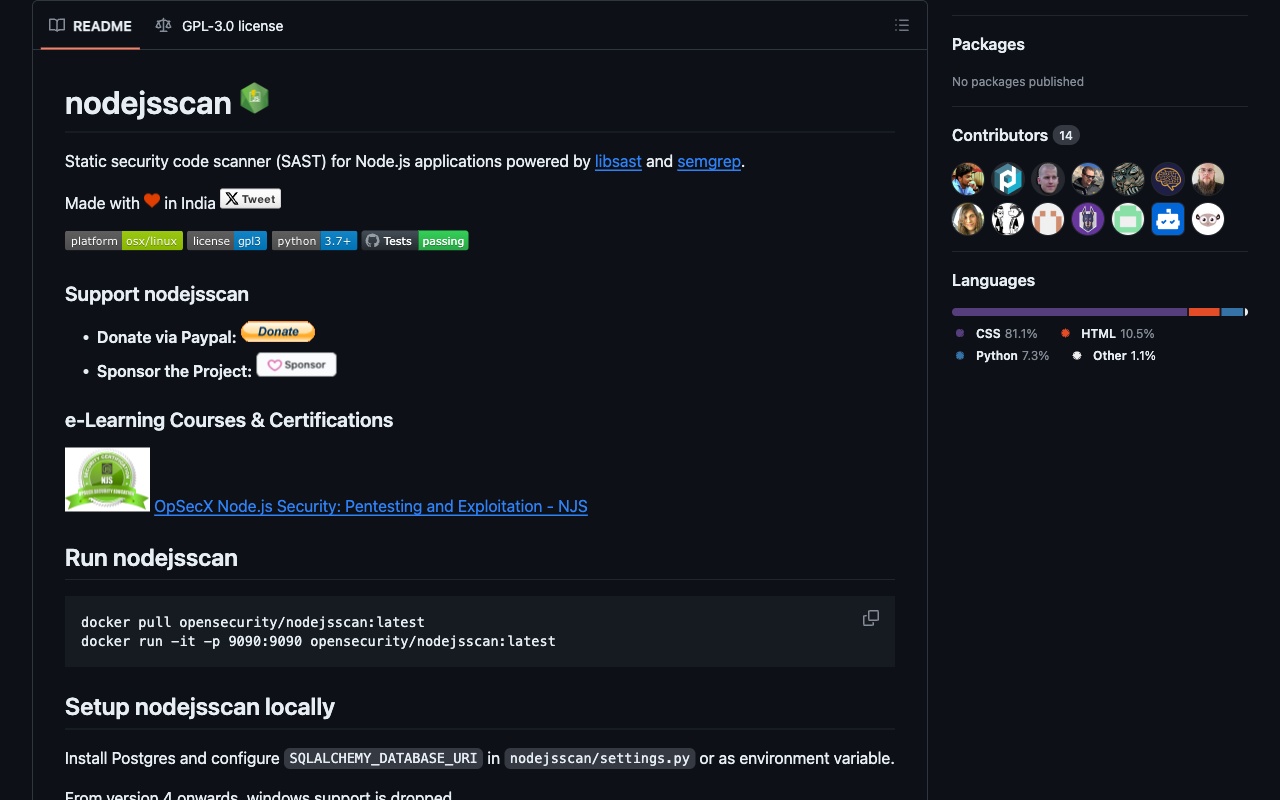 README
GPL-3.0 license
nodejsscan
Static security code scanner (SAST) for Node.js applications powered by libsast and semgrep.
Made with in India Tweet
platform osx/linux license gpl3 python 3.7+ Tests passing
Support nodejsscan
• Donate via Paypal: Donate
• Sponsor the Project: Sponsor
e-Learning Courses & Certifications
NJS
OpSecX Node.js Security: Pentesting and Exploitation - NJS
Run nodejsscan
docker pull opensecurity/nodejsscan:latest
docker run -it -p 9090:9090 opensecurity/nodejsscan:latest
Setup nodejsscan locally
Install Postgres and configure SQLALCHEMY_DATABASE_URI in nodejsscan/settings.py or as environment variable.
From version 4 onwards, windows support is dropped.
Packages
No packages published
Contributors 14
Languages
CSS 81.1% HTML 10.5%
Python 7.3% Other 1.1%